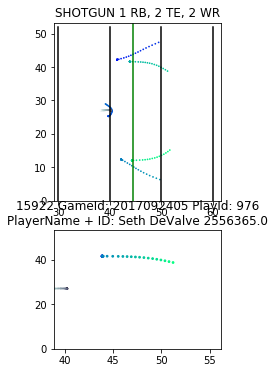 SHOTGUN 1 RB, 2 TE, 2 WR
50
40
30
20
10
0
30 40 50 60
15922 GameId: 2017092405 PlayId: 976
PlayerName + ID: Seth DeValve 2556365.0
40
20
0
40 45 50 55